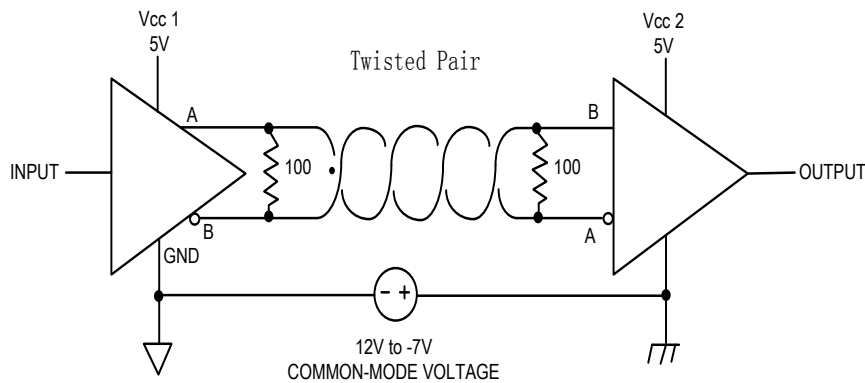 Vcc 1
5V
Vcc 2
5V
Twisted Pair
A
B
INPUT
100
100
OUTPUT
B
A
GND
- +
12V to -7V
COMMON-MODE VOLTAGE